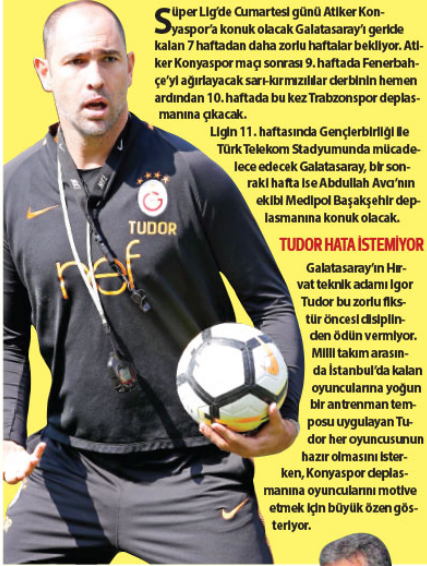 Süper Lig’de Cumartesi günü Atiker Kon-
yaspor’a konuk olacak Galatasaray’ı geride
kalan 7 haftadan daha zorlu haftalar bekliyor. Ati-
ker Konyaspor maçı sonrası 9. haftada Fenerbah-
çe’yi ağırlayacak sarı-kırmızılılar derbinin hemen
ardından 10. haftada bu kez Trabzonspor deplas-
manına çıkacak.
Ligin 11. haftasında Gençlerbirliği ile
Türk Telekom Stadyumunda mücade-
lece edecek Galatasaray, bir son-
raki hafta ise Abdullah Avcı’nın
ekibi Medipol Başakşehir dep-
lasmanına konuk olacak.
TUDOR HATA İSTEMİYOR
Galatasaray’ın Hır-
vat teknik adamı Igor
Tudor bu zorlu fiks-
tür öncesi disiplin-
den ödün vermiyor.
Milli takım arasın-
da İstanbul’da kalan
oyuncularına yoğun
bir antrenman tem-
posu uygulayan Tu-
dor her oyuncusunun
hazır olmasını ister-
ken, Konyaspor deplas-
manına oyuncularını motive
etmek için büyük özen gös-
teriyor.
TUDOR
nef